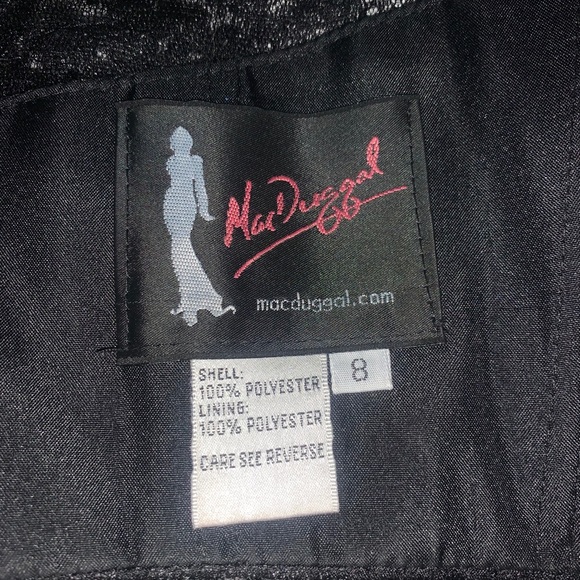 MacDuggal
macduggal.com
8
SHELL:
100% POLYESTER
LINING:
100% POLYESTER
CARE SEE REVERSE